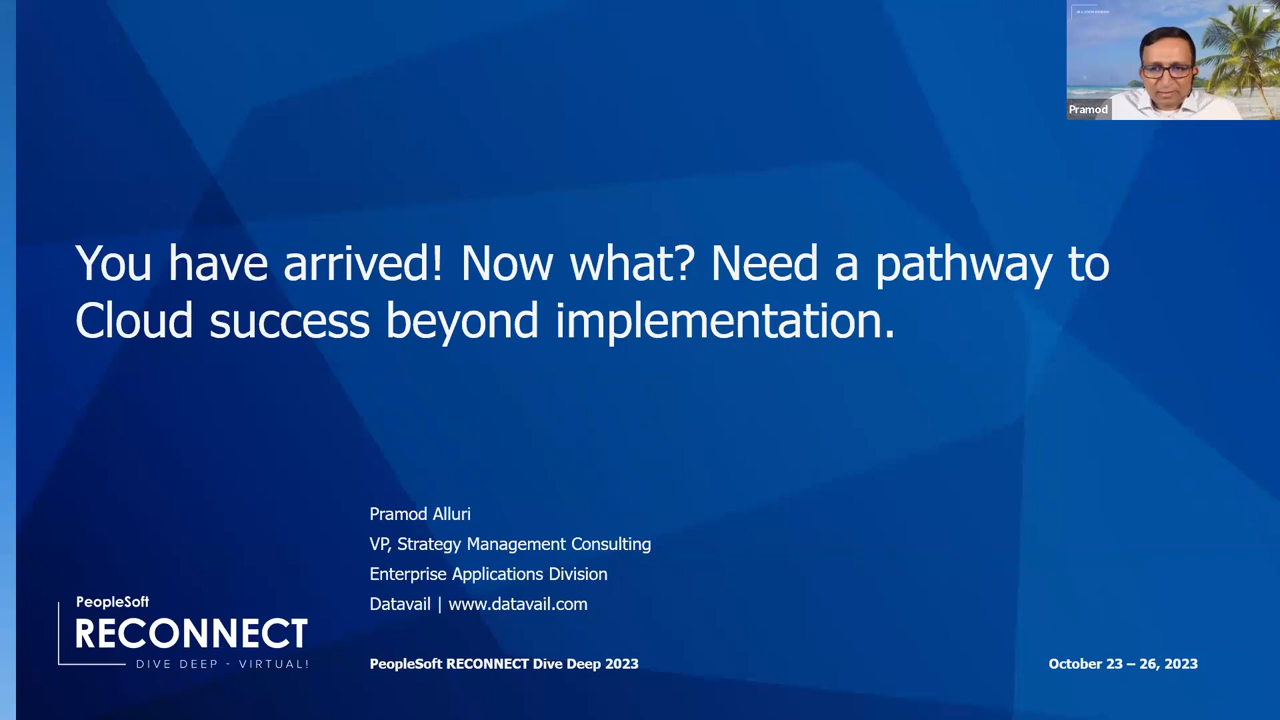 Pramod
You have arrived! Now what? Need a pathway to
Cloud success beyond implementation.
Pramod Alluri
VP, Strategy Management Consulting
Enterprise Applications Division
Datavail | www.datavail.com
PeopleSoft
RECONNECT
DIVE DEEP - VIRTUAL!
PeopleSoft RECONNECT Dive Deep 2023
October 23 – 26, 2023